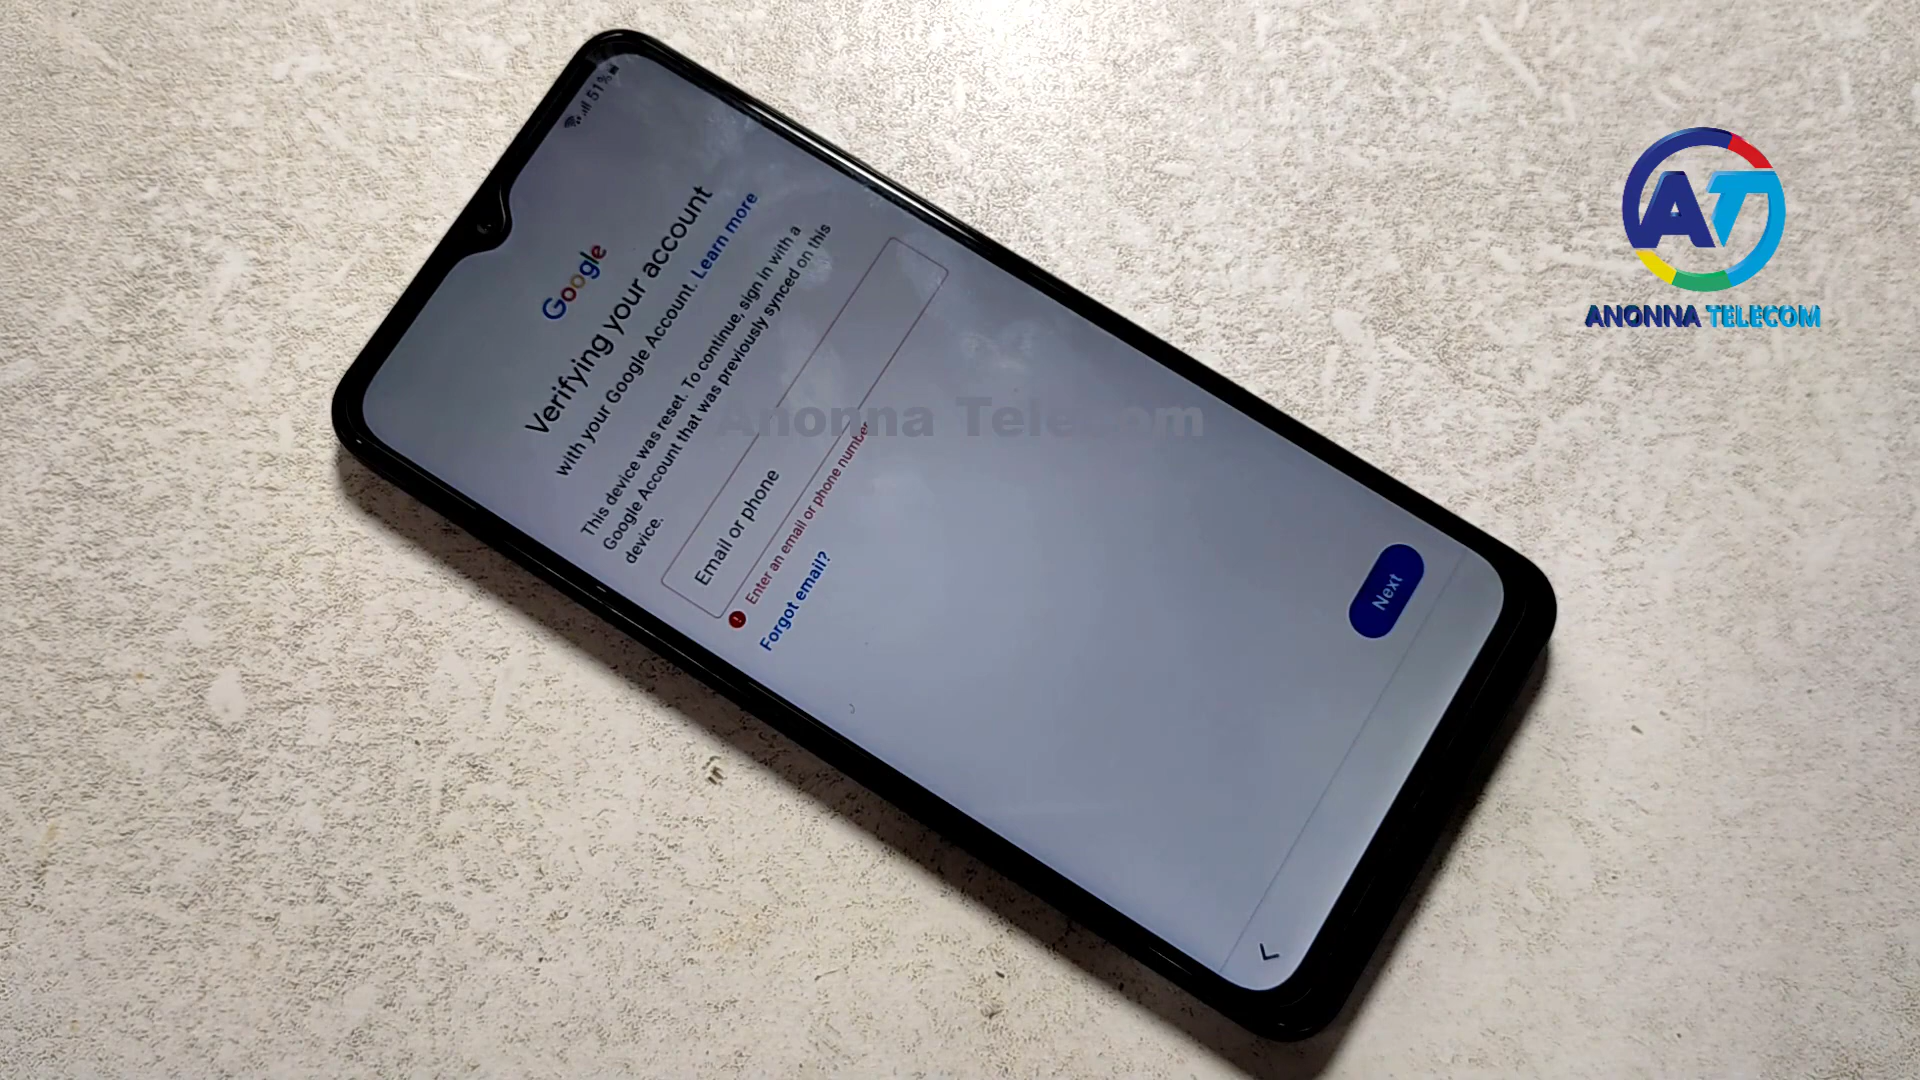 51%
Google
Verifying your account
with your Google Account. Learn more
This device was reset. To continue, sign in with a
Google Account that was previously synced on this
device.
Email or phone
Enter an email or phone number
Forgot email?
Next
Anonna Telecom
AT
ANONNA TELECOM